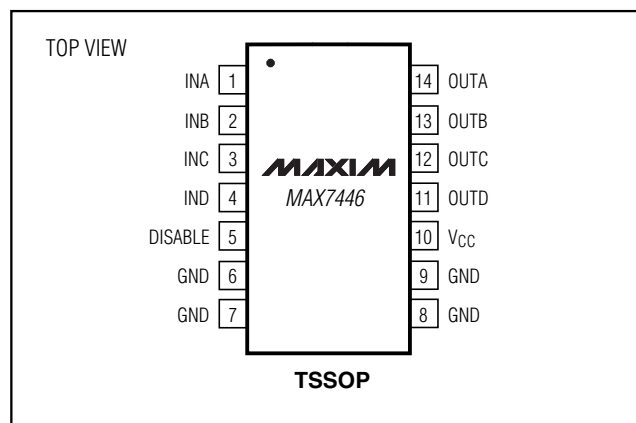 TOP VIEW
INA 1 14 OUTA
INB 2 13 OUTB
INC 3 12 OUTC
MAXIM
IND 4 MAX7446 11 OUTD
DISABLE 5 10 VCC
GND 6 9 GND
GND 7 8 GND
TSSOP